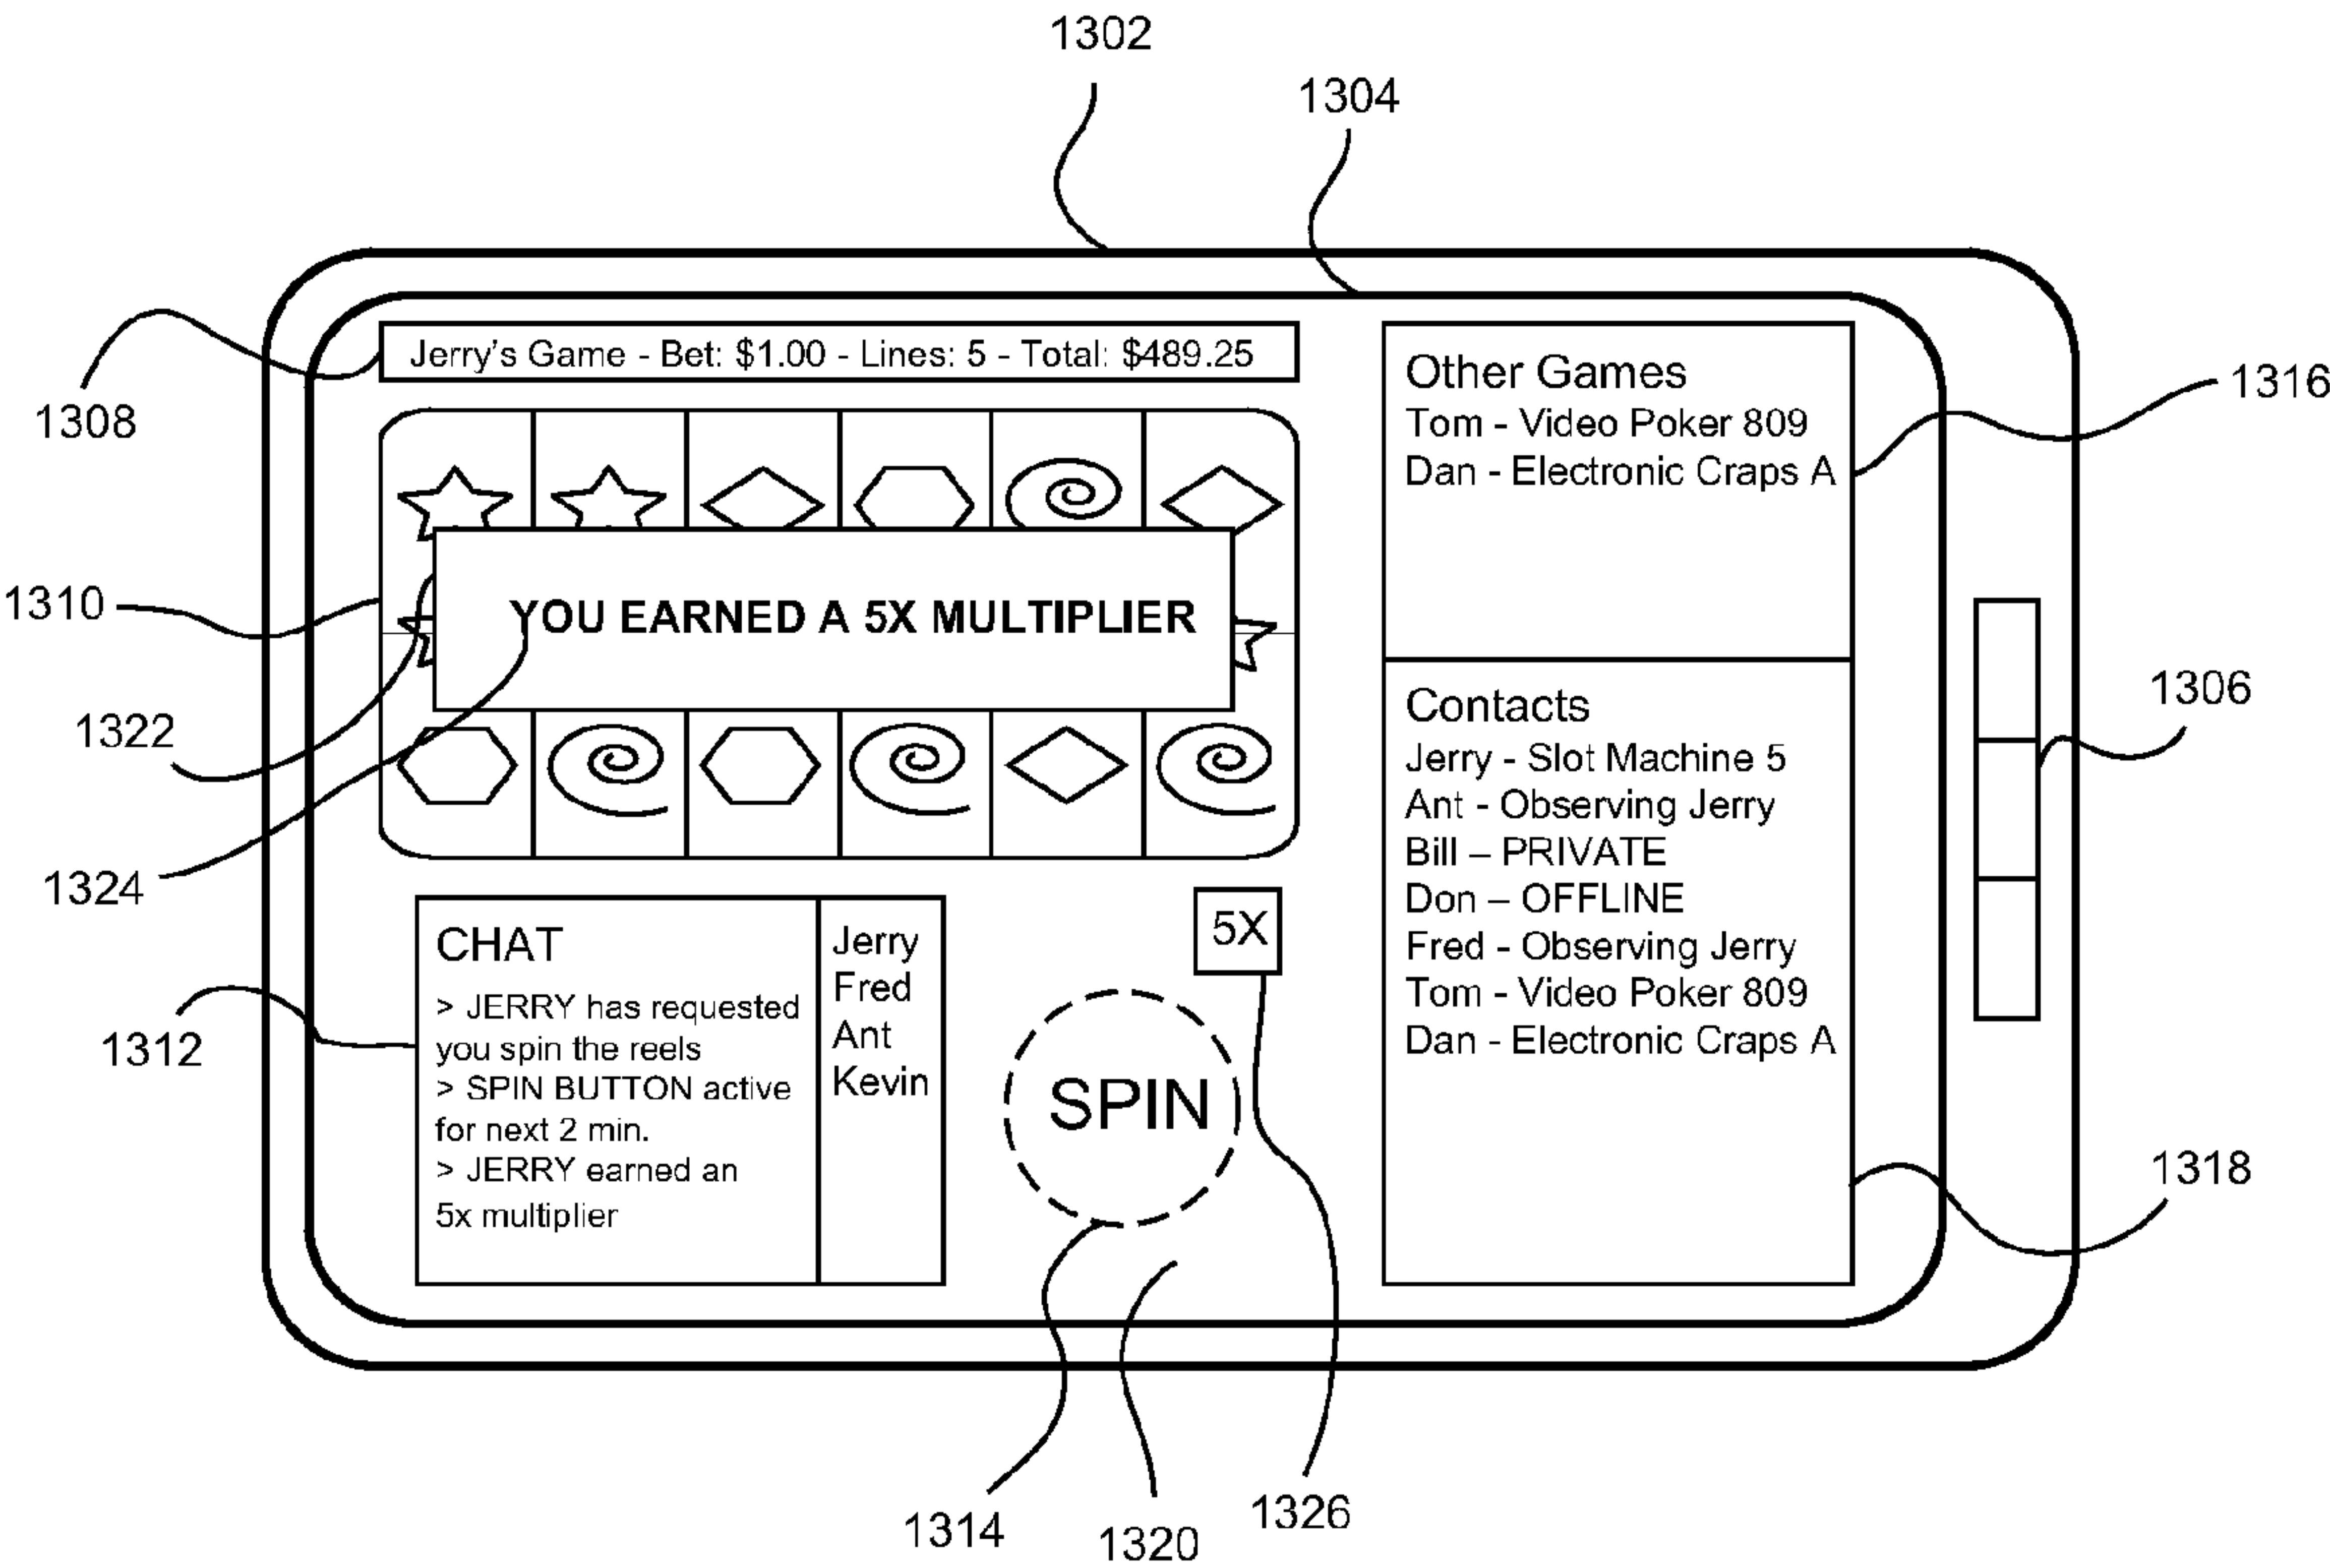 1302
1304
1308
Jerry's Game - Bet: $1.00 - Lines: 5 - Total: $489.25
Other Games
Tom - Video Poker 809
Dan - Electronic Craps A
1316
1310
YOU EARNED A 5X MULTIPLIER
1322
1324
Contacts
Jerry - Slot Machine 5
Ant - Observing Jerry
Bill – PRIVATE
Don – OFFLINE
Fred - Observing Jerry
Tom - Video Poker 809
Dan - Electronic Craps A
1306
1318
CHAT
> JERRY has requested
you spin the reels
> SPIN BUTTON active
for next 2 min.
> JERRY earned an
5x multiplier
Jerry
Fred
Ant
Kevin
1312
5X
SPIN
1314
1320
1326